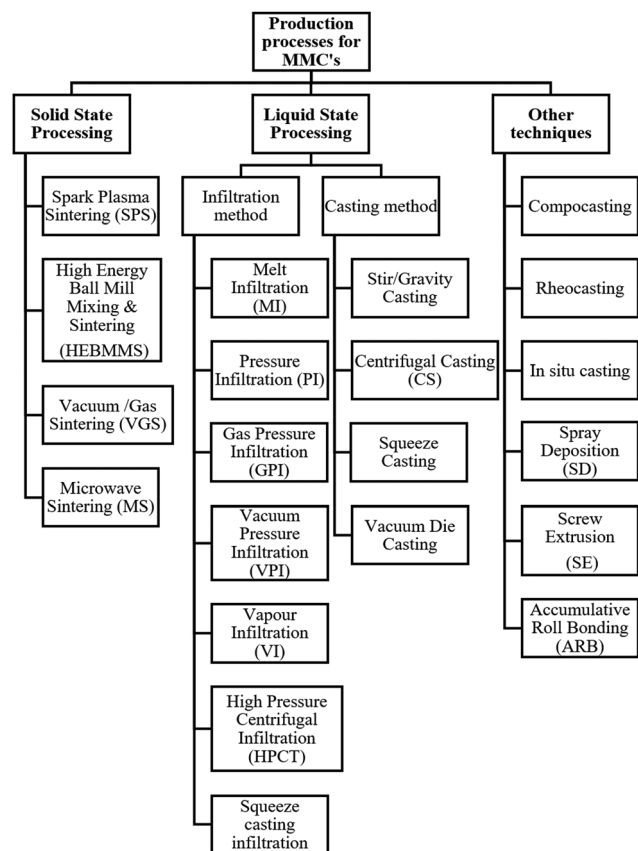 Production
processes for
MMC's
Solid State
Processing
Liquid State
Processing
Other
techniques
Spark Plasma
Sintering (SPS)
High Energy
Ball Mill
Mixing &
Sintering
(HEBMMS)
Vacuum /Gas
Sintering (VGS)
Microwave
Sintering (MS)
Infiltration
method
Melt
Infiltration
(MI)
Pressure
Infiltration (PI)
Gas Pressure
Infiltration
(GPI)
Vacuum
Pressure
Infiltration
(VPI)
Vapour
Infiltration
(VI)
High Pressure
Centrifugal
Infiltration
(HPCT)
Squeeze
casting
infiltration
Casting method
Stir/Gravity
Casting
Centrifugal Casting
(CS)
Squeeze
Casting
Vacuum Die
Casting
Compocasting
Rheocasting
In situ casting
Spray
Deposition
(SD)
Screw
Extrusion
(SE)
Accumulative
Roll Bonding
(ARB)